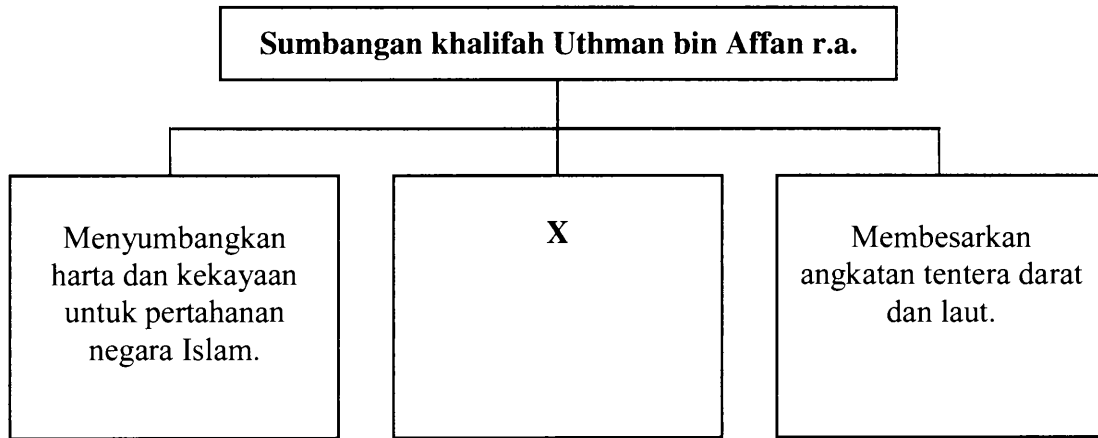 Sumbangan khalifah Uthman bin Affan r.a.
Menyumbangkan
harta dan kekayaan
untuk pertahanan
negara Islam.
X
Membesarkan
angkatan tentera darat
dan laut.